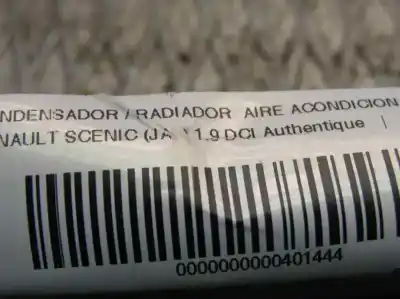 NDENSADOR / RADIADOR AIRE ACONDICION
NAULT SCENIC (JA 1.9 DCI Authentique |
0000000000401444